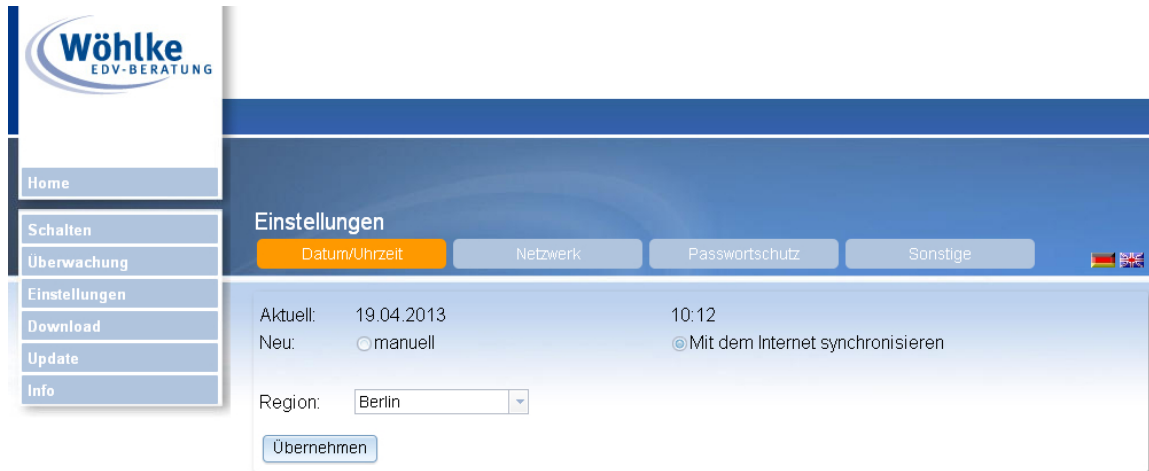 Wöhlke
EDV-BERATUNG
Home
Schalten
Überwachung
Einstellungen
Download
Update
Info
Einstellungen
Datum/Uhrzeit Netzwerk Passwortschutz Sonstige
Aktuell: 19.04.2013 10:12
Neu: manuell Mit dem Internet synchronisieren
Region: Berlin
Übernehmen